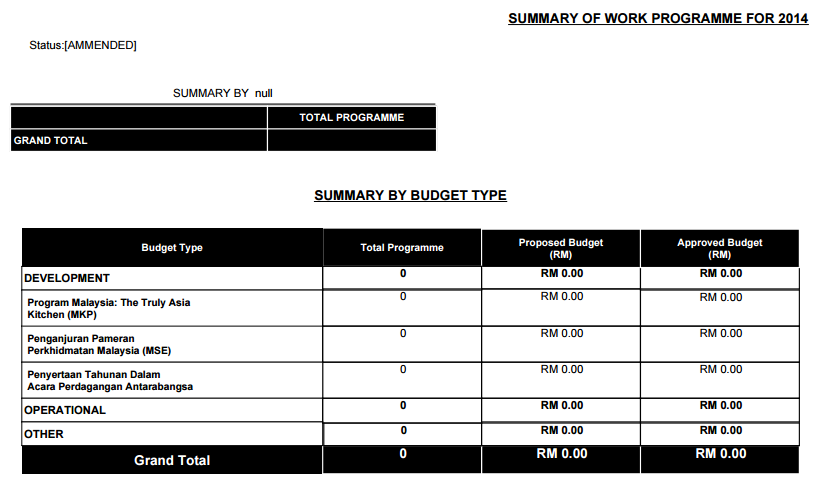 SUMMARY OF WORK PROGRAMME FOR 2014
Status:[AMMENDED]
SUMMARY BY null
TOTAL PROGRAMME
GRAND TOTAL
SUMMARY BY BUDGET TYPE
Budget Type Total Programme Proposed Budget (RM) Approved Budget (RM)
DEVELOPMENT 0 RM 0.00 RM 0.00
Program Malaysia: The Truly Asia 0 RM 0.00 RM 0.00
Kitchen (MKP)
Penganjuran Pameran 0 RM 0.00 RM 0.00
Perkhidmatan Malaysia (MSE)
Penyertaan Tahunan Dalam 0 RM 0.00 RM 0.00
Acara Perdagangan Antarabangsa
OPERATIONAL 0 RM 0.00 RM 0.00
OTHER 0 RM 0.00 RM 0.00
Grand Total 0 RM 0.00 RM 0.00